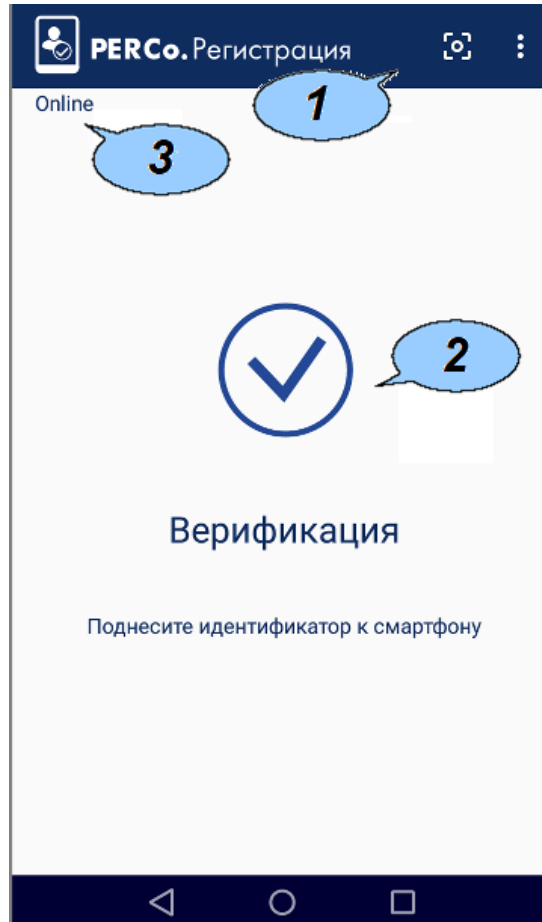 PERCo. Регистрация
Online
1
3
2
Верификация
Поднесите идентификатор к смартфону